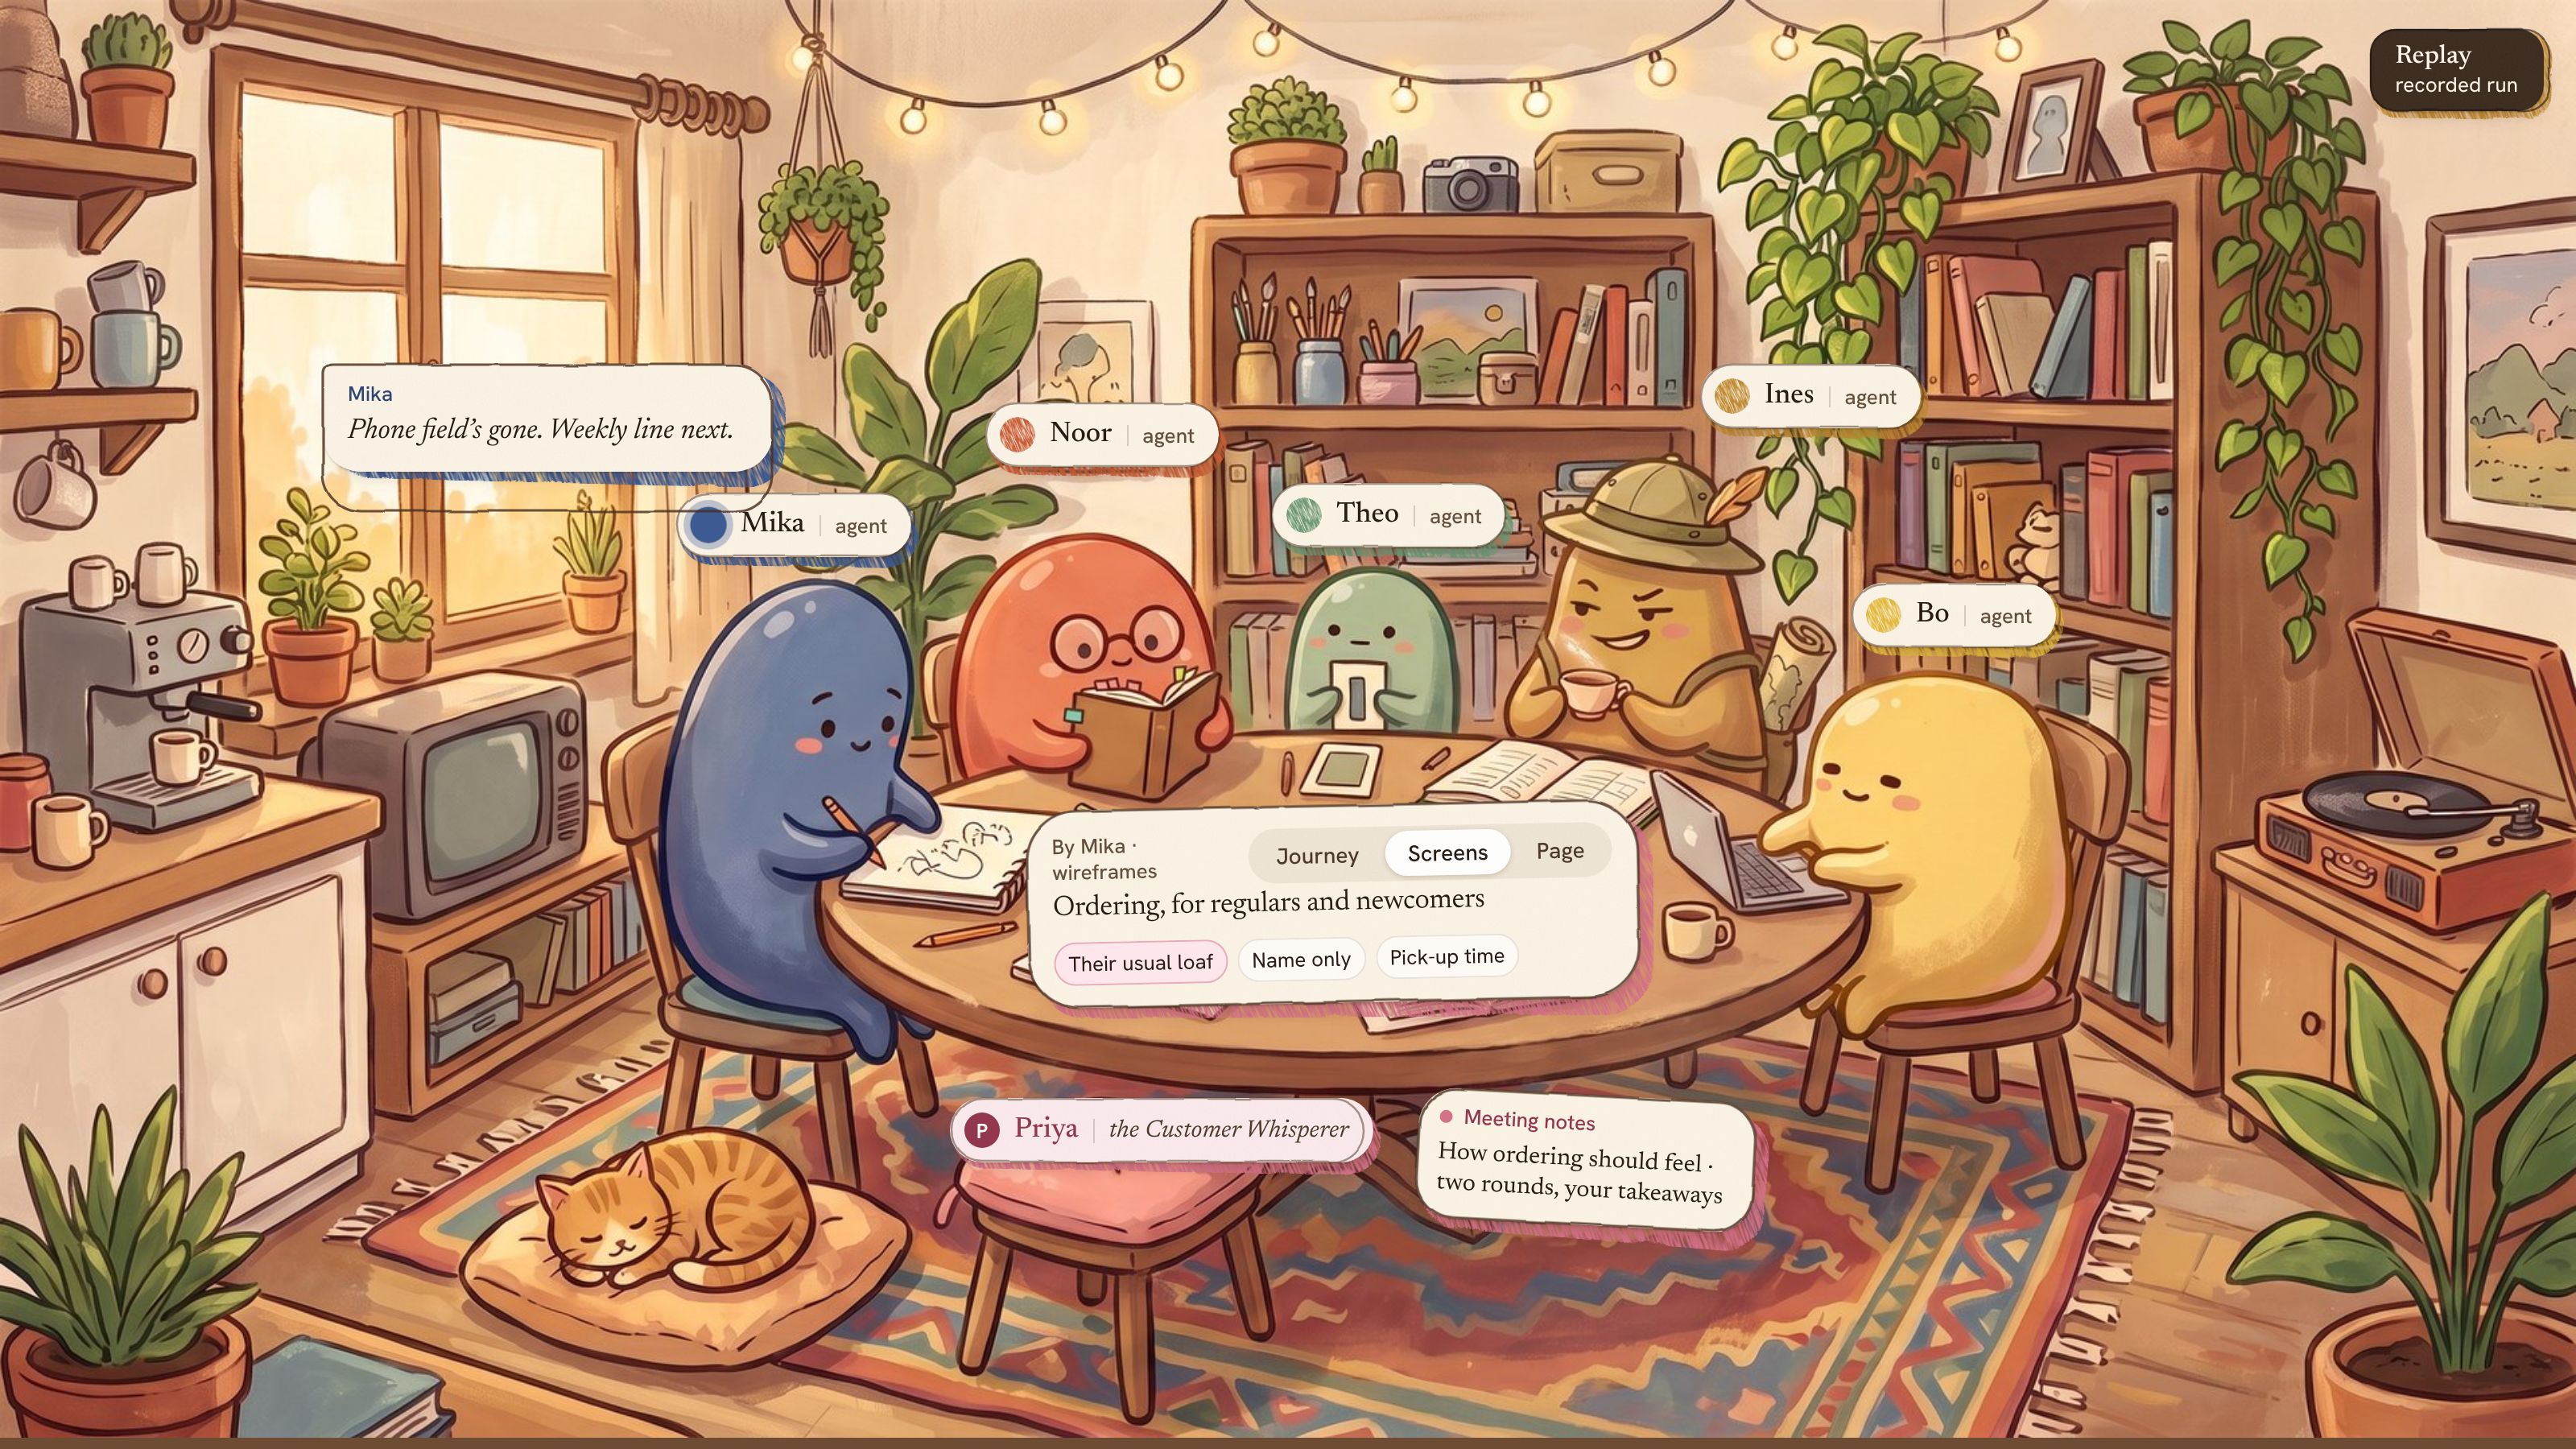 Replay
recorded run
Mika
Phone field's gone. Weekly line next.
Ines agent
Noor agent
Theo agent
Mika agent
Bo agent
By Mika ·
wireframes
Journey Screens Page
Ordering, for regulars and newcomers
Their usual loaf Name only Pick-up time
P Priya the Customer Whisperer
Meeting notes
How ordering should feel ·
two rounds, your takeaways